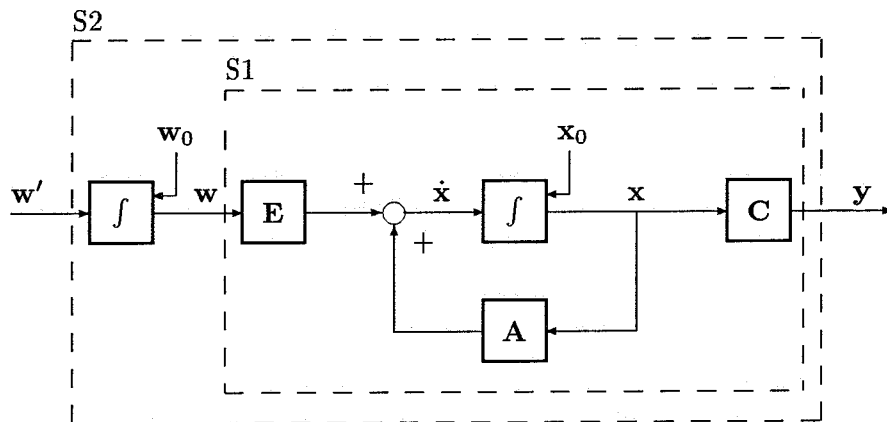 S2
S1
w₀
x₀
w′
∫
w
E
+
ẋ
∫
x
C
y
+
A